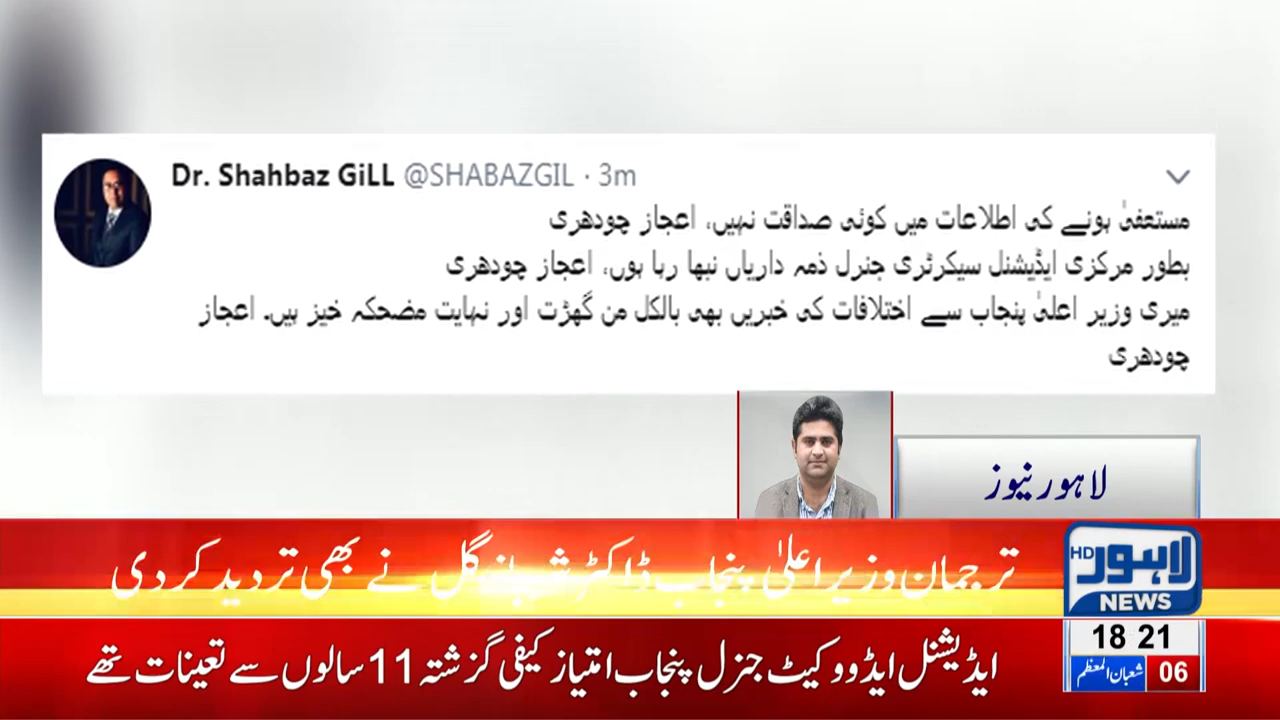 Dr. Shahbaz GiLL @SHABAZGIL · 3m
مستعفیٰ ہونے کی اطلاعات میں کوئی صداقت نہیں، اعجاز چودھری
بطور مرکزی ایڈیشنل سیکرٹری جنرل ذمہ داریاں نبھا رہا ہوں، اعجاز چودھری
میری وزیر اعلیٰ پنجاب سے اختلافات کی خبریں بھی بالکل من گھڑت اور نہایت مضحکہ خیز ہیں۔ اعجاز
چودھری
لاہور نیوز
ترجمان وزیر اعلیٰ پنجاب ڈاکٹر شہباز گل نے بھی تردید کر دی
HD لاہور
NEWS
ایڈیشنل ایڈووکیٹ جنرل پنجاب امتیاز کیفی گزشتہ 11 سالوں سے تعینات تھے
18 21
06 شعبان المعظم